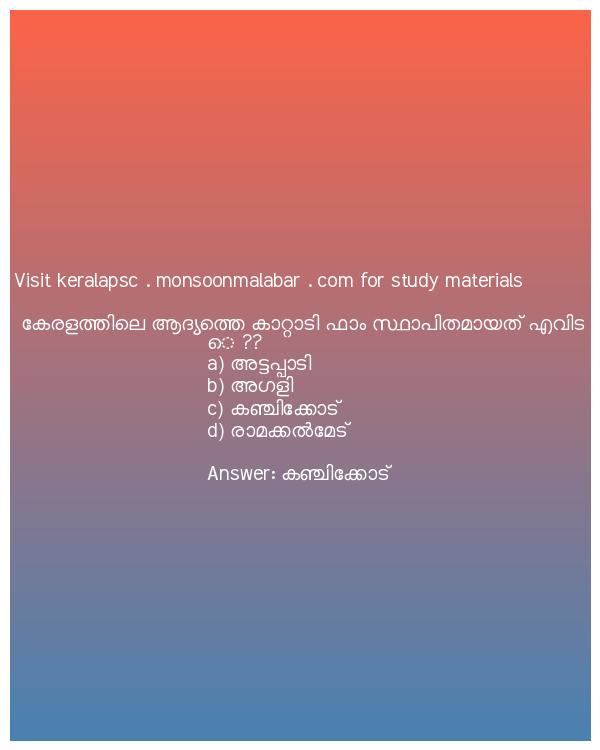 Visit keralapsc . monsoonmalabar . com for study materials
കേരളത്തിലെ ആദ്യത്തെ കാറ്റാടി ഫാം സ്ഥാപിതമായത് എവിട
െ ??
a) അട്ടപ്പാടി
b) അഗളി
c) കഞ്ചിക്കോട്
d) രാമക്കൽമേട്
Answer: കഞ്ചിക്കോട്